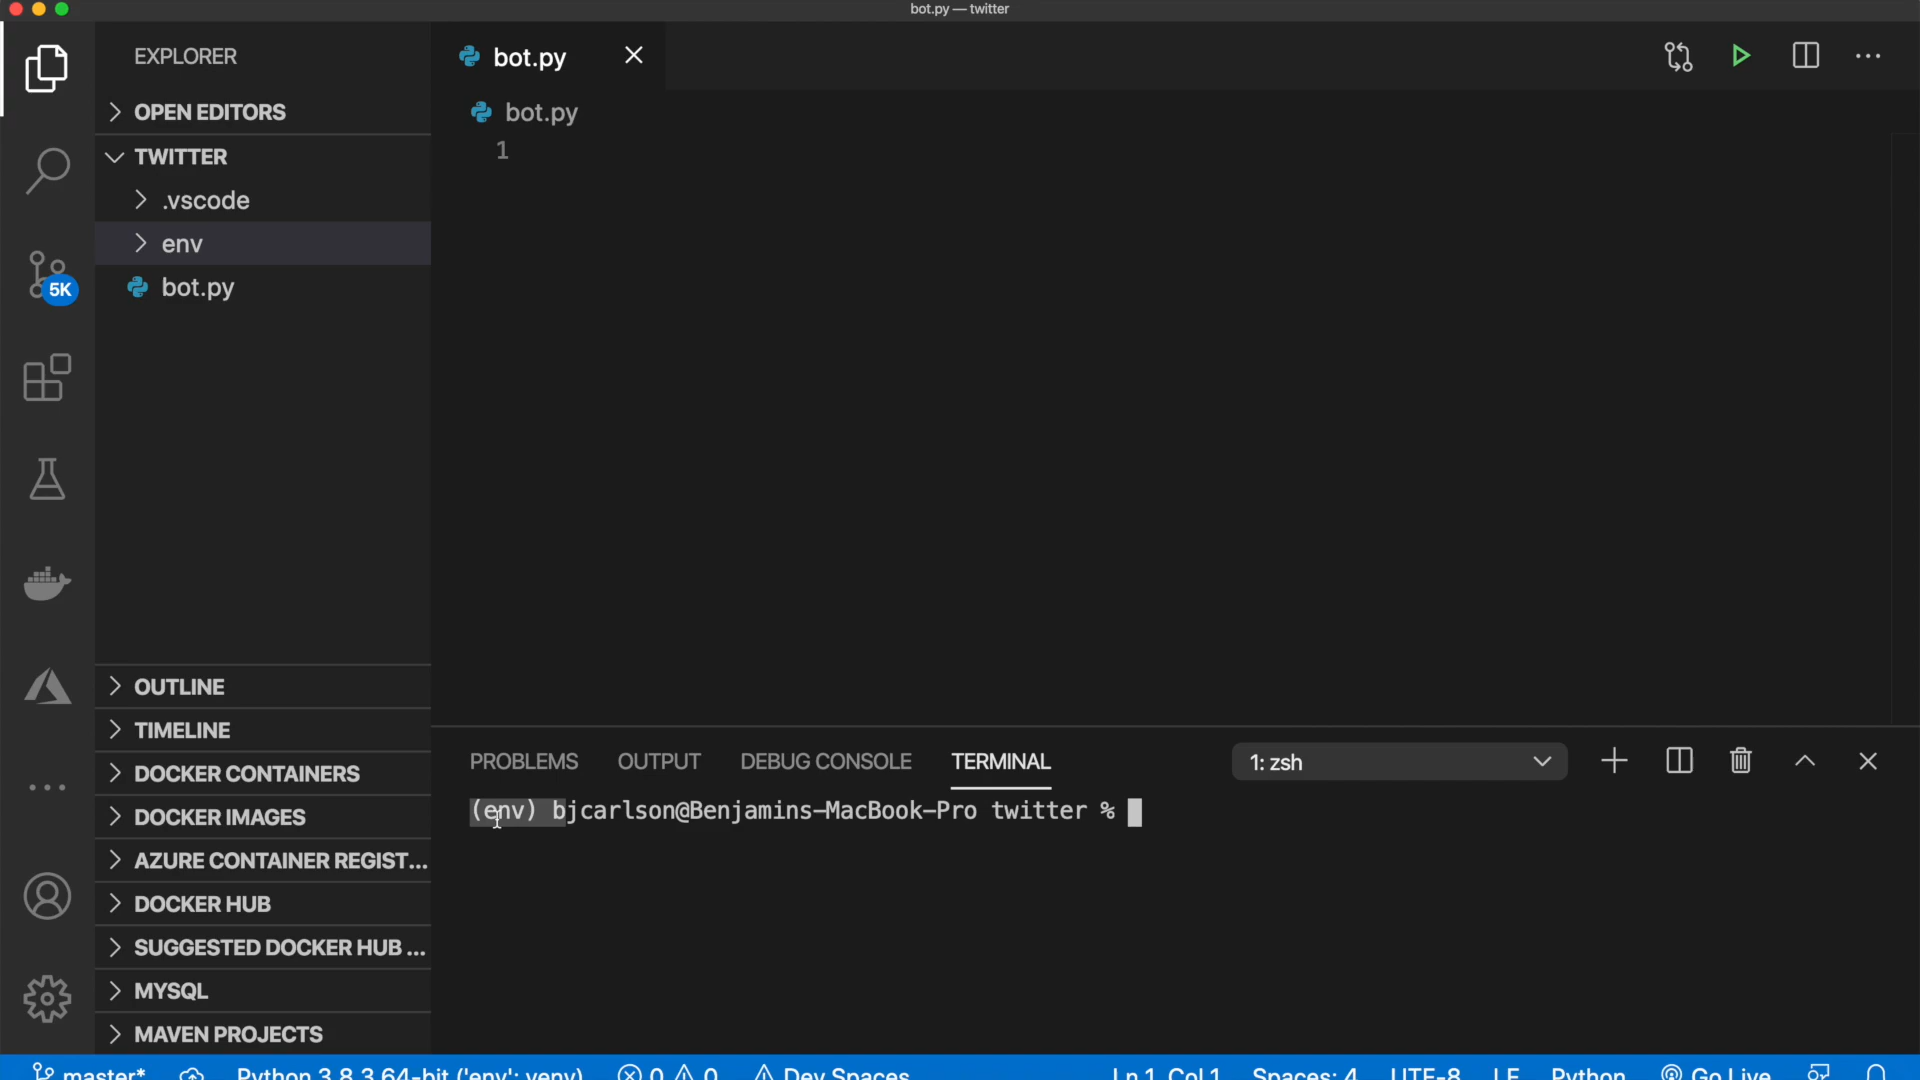 bot.py — twitter
EXPLORER
OPEN EDITORS
TWITTER
.vscode
env
bot.py
5K
OUTLINE
TIMELINE
DOCKER CONTAINERS
DOCKER IMAGES
AZURE CONTAINER REGIST...
DOCKER HUB
SUGGESTED DOCKER HUB ...
MYSQL
MAVEN PROJECTS
bot.py
bot.py
1
PROBLEMS OUTPUT DEBUG CONSOLE TERMINAL 1: zsh
(env) bjcarlson@Benjamins-MacBook-Pro twitter %
master* Python 3.8.3 64-bit ('env': venv) 0 0 Dev Spaces Ln 1, Col 1 Spaces: 4 UTF-8 LF Python Go Live